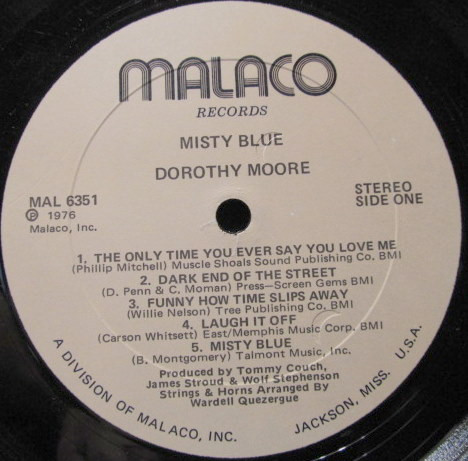 MALACO
RECORDS
MISTY BLUE
DOROTHY MOORE
MAL 6351
Ⓟ 1976
Malaco, Inc.
STEREO
SIDE ONE
1. THE ONLY TIME YOU EVER SAY YOU LOVE ME
(Phillip Mitchell) Muscle Shoals Sound Publishing Co. BMI
2. DARK END OF THE STREET
(D. Penn & C. Moman) Press—Screen Gems BMI
3. FUNNY HOW TIME SLIPS AWAY
(Willie Nelson) Tree Publishing Co. BMI
4. LAUGH IT OFF
(Carson Whitsett) East/Memphis Music Corp. BMI
5. MISTY BLUE
(B. Montgomery) Talmont Music, Inc.
Produced by Tommy Couch,
James Stroud & Wolf Stephenson
Strings & Horns Arranged By
Wardell Quezergue
A DIVISION OF MALACO, INC. JACKSON, MISS. U.S.A.